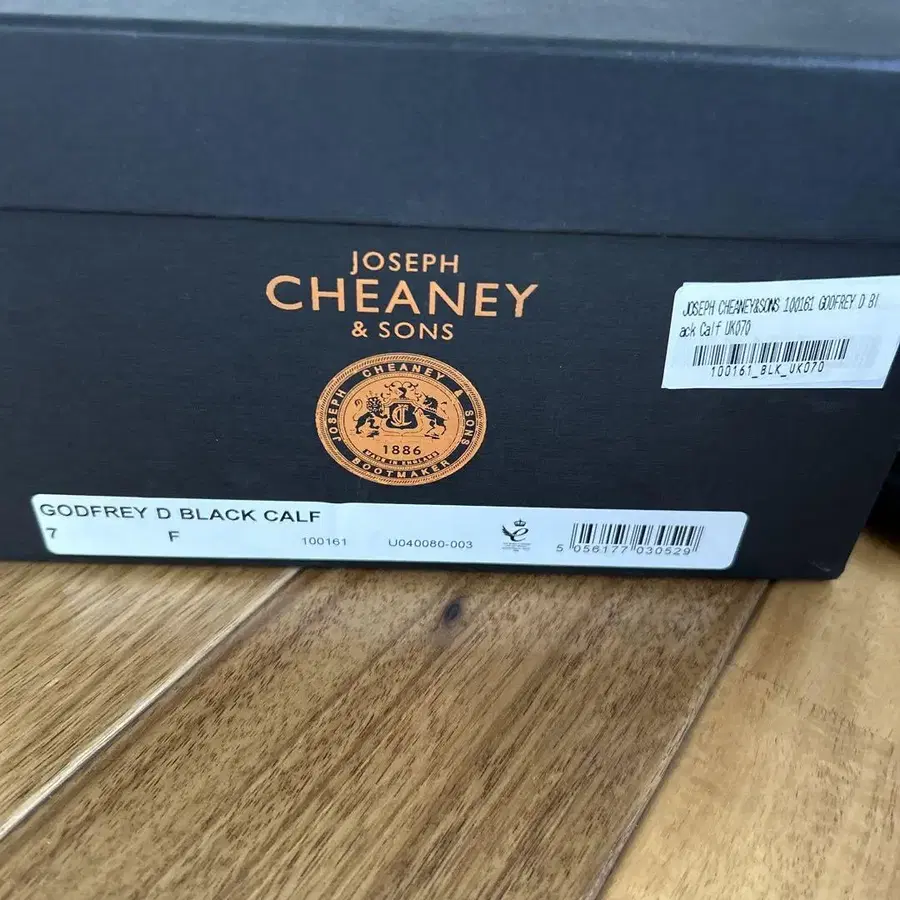 JOSEPH
CHEANEY
& SONS
JOSEPH CHEANEY & SONS
1886
MADE IN ENGLAND
BOOTMAKER
JOSEPH CHEANEY&SONS 100161 GODFREY D Bl
ack Calf UK070
100161_BLK_UK070
GODFREY D BLACK CALF
7 F 100161 U040080-003
5 056177 030529